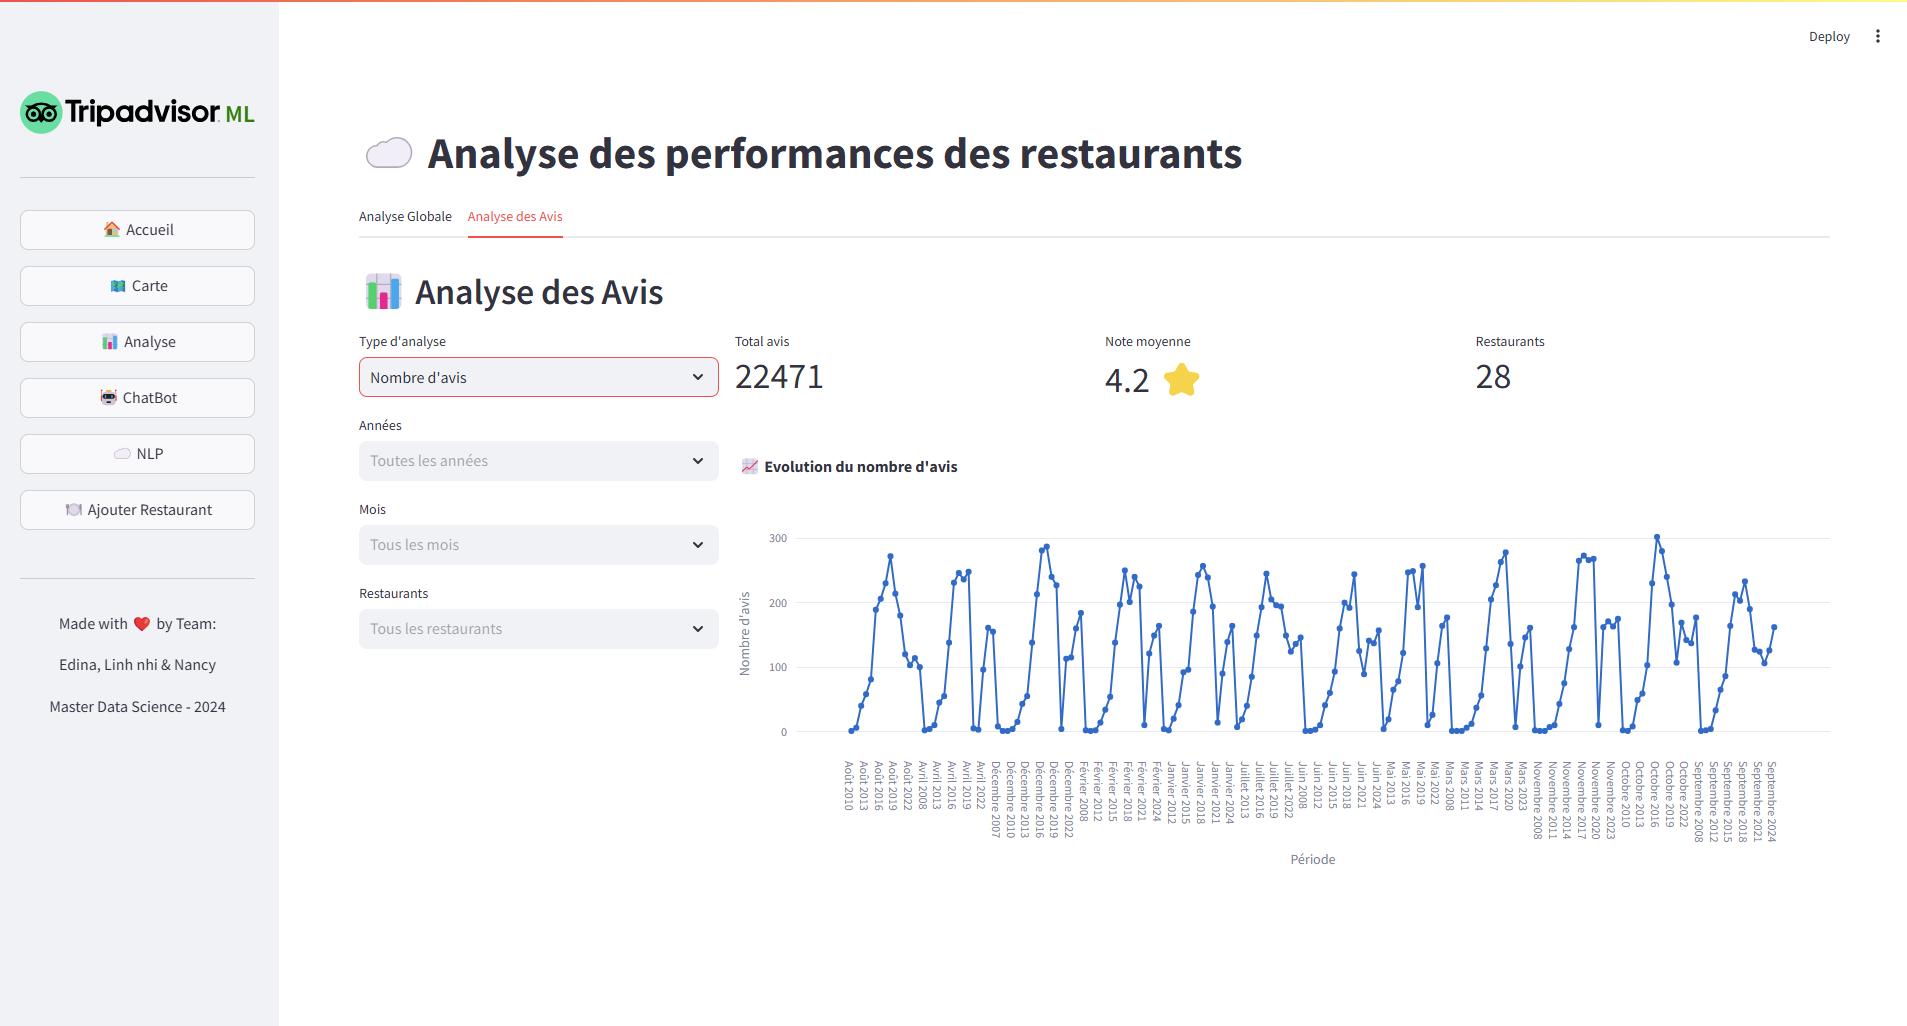 Deploy
Tripadvisor ML
Accueil
Carte
Analyse
ChatBot
NLP
Ajouter Restaurant
Made with ❤️ by Team:
Edina, Linh nhi & Nancy
Master Data Science - 2024
Analyse des performances des restaurants
Analyse Globale
Analyse des Avis
Analyse des Avis
Type d'analyse
Nombre d'avis
Années
Toutes les années
Mois
Tous les mois
Restaurants
Tous les restaurants
Total avis
22471
Note moyenne
4.2
Restaurants
28
Evolution du nombre d'avis
Nombre d'avis
300
200
100
0
Août 2010
Août 2013
Août 2016
Août 2019
Août 2022
Avril 2008
Avril 2013
Avril 2016
Avril 2019
Avril 2022
Décembre 2007
Décembre 2010
Décembre 2013
Décembre 2016
Décembre 2019
Décembre 2022
Février 2008
Février 2012
Février 2015
Février 2018
Février 2021
Février 2024
Janvier 2012
Janvier 2015
Janvier 2018
Janvier 2021
Janvier 2024
Juillet 2013
Juillet 2016
Juillet 2019
Juillet 2022
Juin 2008
Juin 2012
Juin 2015
Juin 2018
Juin 2021
Juin 2024
Mai 2013
Mai 2016
Mai 2019
Mai 2022
Mars 2008
Mars 2011
Mars 2014
Mars 2017
Mars 2020
Mars 2023
Novembre 2008
Novembre 2011
Novembre 2014
Novembre 2017
Novembre 2020
Novembre 2023
Octobre 2010
Octobre 2013
Octobre 2016
Octobre 2019
Octobre 2022
Septembre 2008
Septembre 2012
Septembre 2015
Septembre 2018
Septembre 2021
Septembre 2024
Période